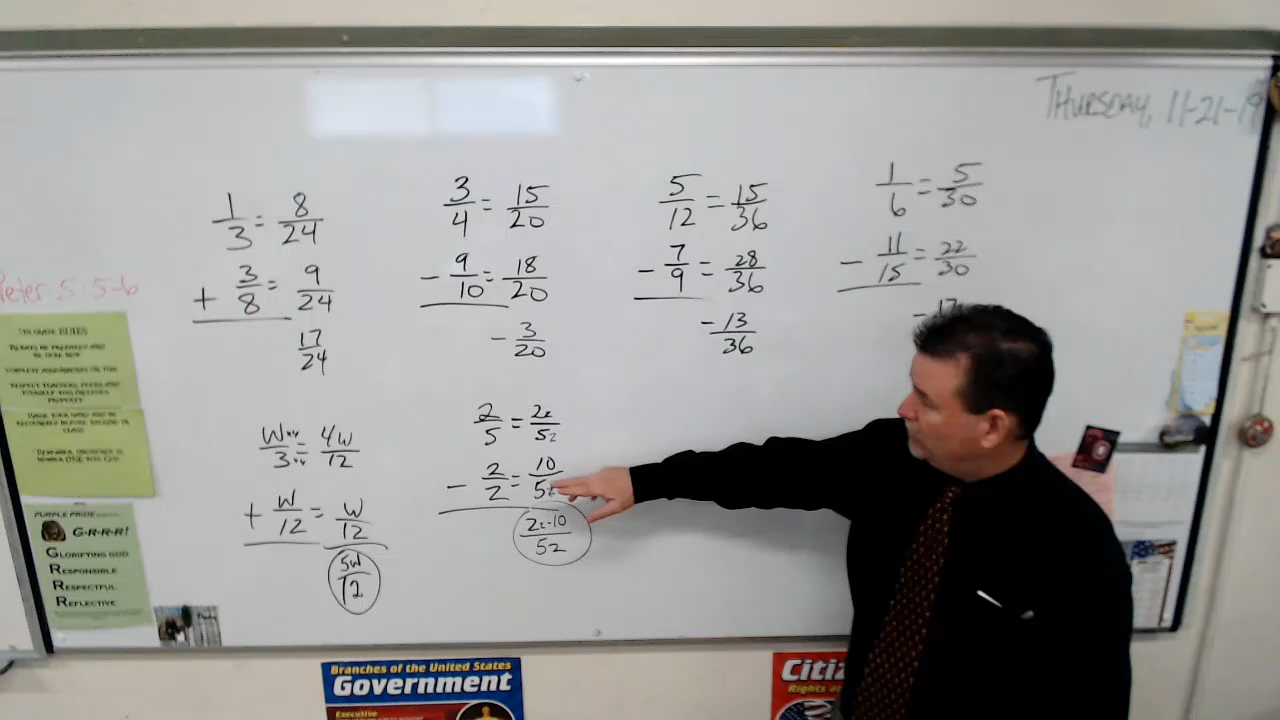 THURSDAY 11-21-19
1/3 = 8/24
+ 3/8 = 9/24
17/24
3/4 = 15/20
- 9/10 = 18/20
- 3/20
5/12 = 15/36
- 7/9 = 28/36
- 13/36
1/6 = 5/30
- 11/15 = 22/30
- 17
W/3 = 4W/12
+ W/12 = W/12
5W/12
2/5 = 2z/5z
- 2/z = 10/5z
2z-10/5z
Peter 5:5-6
PURPLE PRIDE
G-R-R-R!
GLORIFYING GOD
RESPONSIBLE
RESPECTFUL
REFLECTIVE
Branches of the United States
Government
Executive
Citiz
Rights a